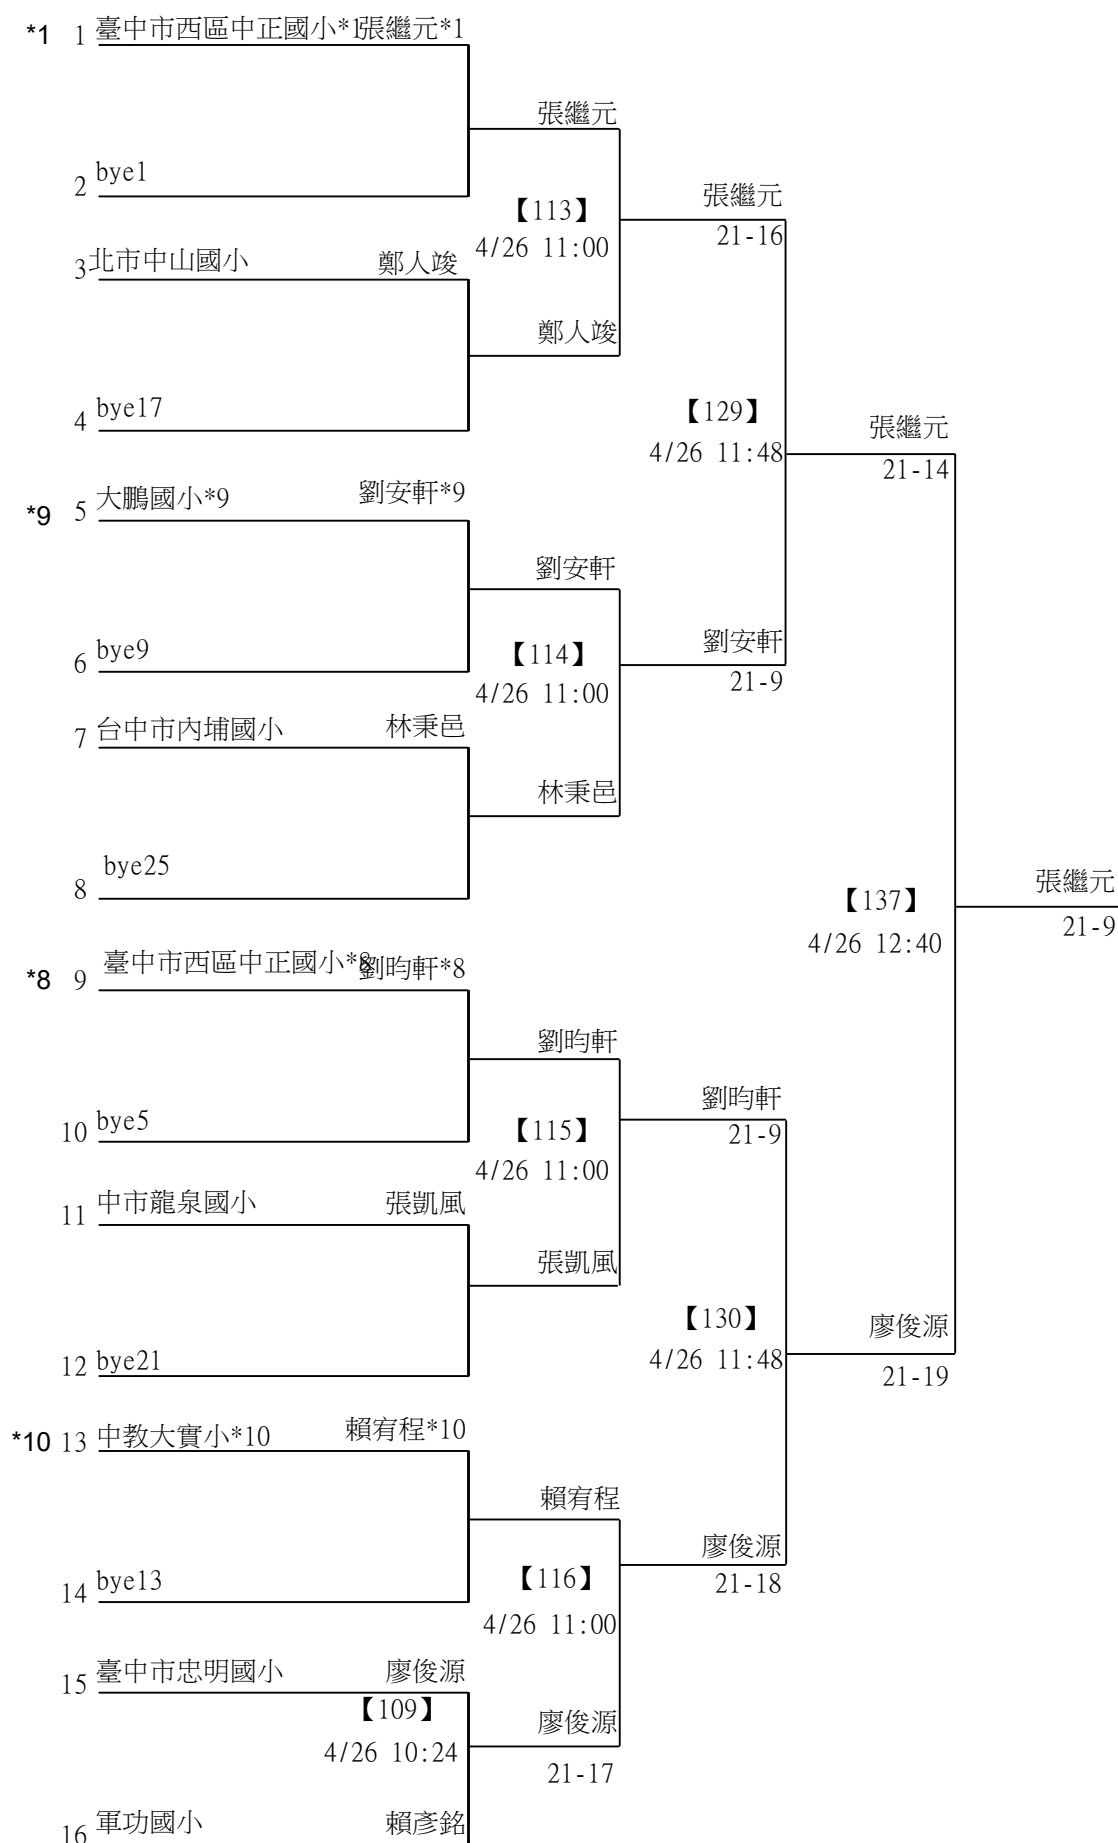 *1 1 臺中市西區中正國小*1張繼元*1
張繼元
2 bye1
張繼元
【113】
21-16
4/26 11:00
3北市中山國小 鄭人竣
鄭人竣
4 bye17
【129】
張繼元
4/26 11:48
21-14
*9 5 大鵬國小*9 劉安軒*9
劉安軒
6 bye9
【114】
劉安軒
4/26 11:00
21-9
7 台中市內埔國小 林秉邑
林秉邑
8 bye25
張繼元
【137】
21-9
4/26 12:40
*8 9 臺中市西區中正國小*8劉昀軒*8
劉昀軒
劉昀軒
10 bye5
【115】
21-9
4/26 11:00
11 中市龍泉國小 張凱風
張凱風
【130】
廖俊源
12 bye21
4/26 11:48
21-19
*10 13 中教大實小*10 賴宥程*10
賴宥程
廖俊源
14 bye13
【116】
21-18
4/26 11:00
15 臺中市忠明國小 廖俊源
【109】
廖俊源
4/26 10:24
21-17
16 軍功國小 賴彥銘